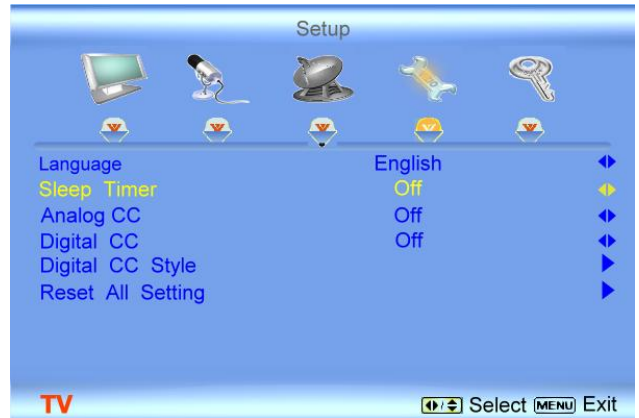 Setup
Language English
Sleep Timer Off
Analog CC Off
Digital CC Off
Digital CC Style
Reset All Setting
TV Select MENU Exit